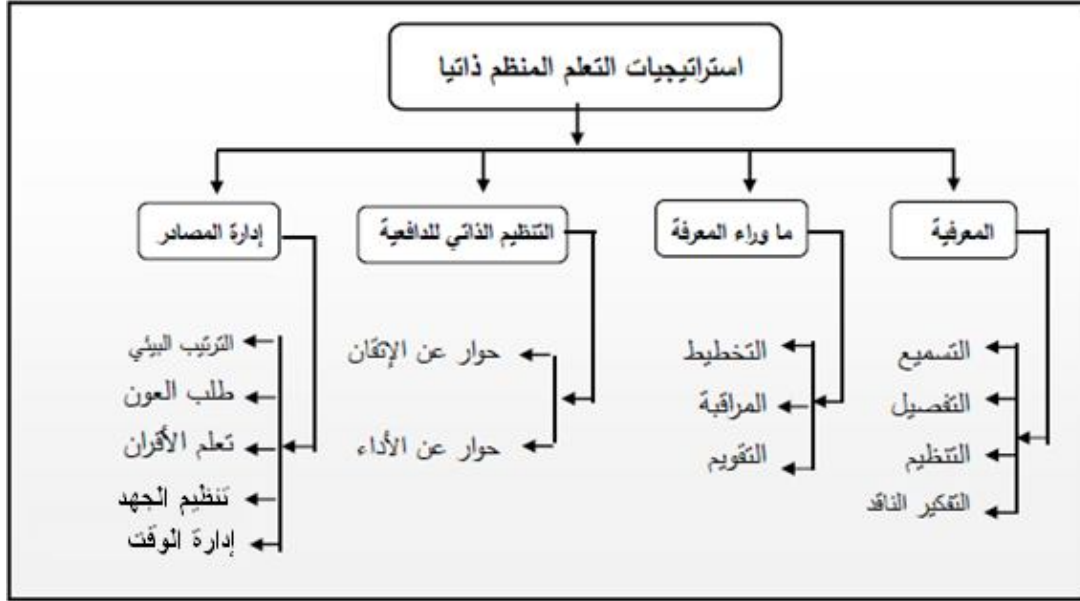 استراتيجيات التعلم المنظم ذاتيا
المعرفية
ما وراء المعرفة
التنظيم الذاتي للدافعية
إدارة المصادر
التسميع
التفصيل
التنظيم
التفكير الناقد
التخطيط
المراقبة
التقويم
حوار عن الإتقان
حوار عن الأداء
الترتيب البيئي
طلب العون
تعلم الأقران
تنظيم الجهد
إدارة الوقت